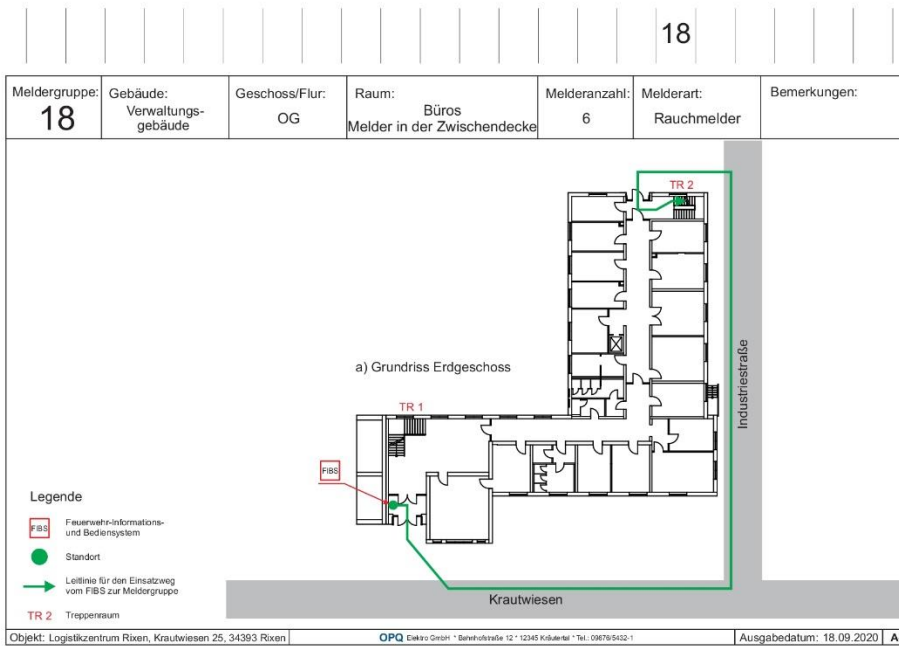 18
Meldergruppe:
18
Gebäude:
Verwaltungs-
gebäude
Geschoss/Flur:
OG
Raum:
Büros
Melder in der Zwischendecke
Melderanzahl:
6
Melderart:
Rauchmelder
Bemerkungen:
TR 2
a) Grundriss Erdgeschoss
Industriestraße
TR 1
FIBS
Legende
FIBS
Feuerwehr-Informations-
und Bediensystem
Standort
Leitlinie für den Einsatzweg
vom FIBS zur Meldergruppe
TR 2 Treppenraum
Krautwiesen
Objekt: Logistikzentrum Rixen, Krautwiesen 25, 34393 Rixen
OPQ Elektro GmbH * Bahnhofstraße 12 * 12345 Kräutertal * Tel.: 09876/5432-1
Ausgabedatum: 18.09.2020